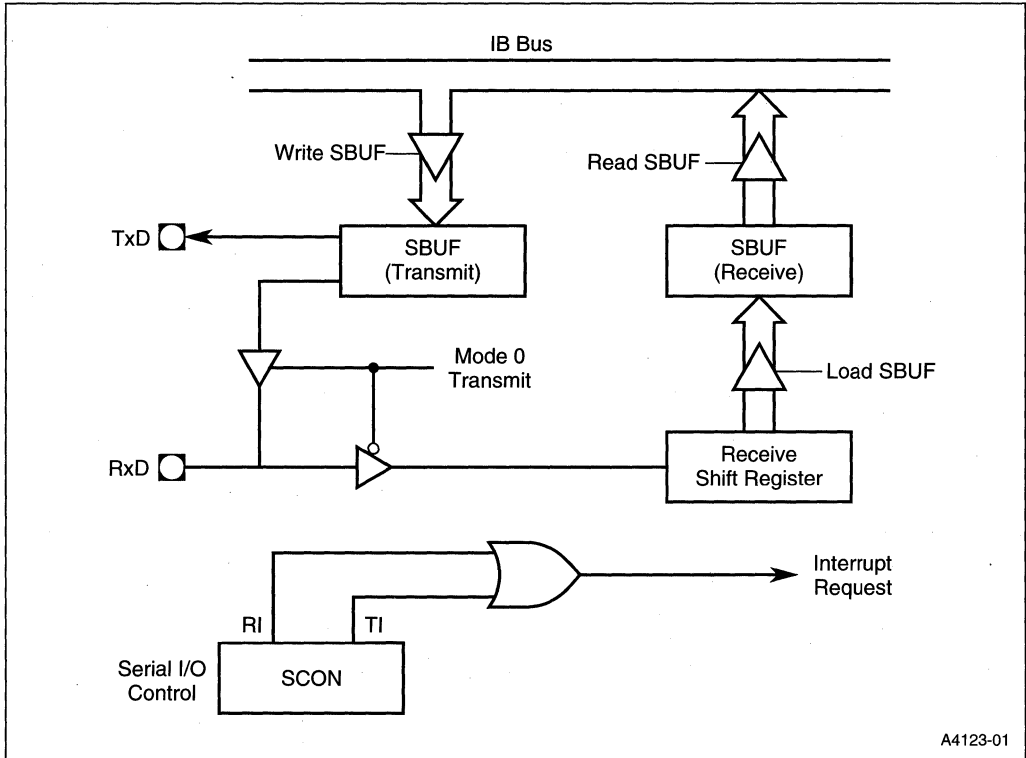 IB Bus
Write SBUF
Read SBUF
TxD
SBUF
(Transmit)
SBUF
(Receive)
Mode 0
Transmit
Load SBUF
RxD
Receive
Shift Register
Interrupt
Request
RI
TI
Serial I/O
Control
SCON
A4123-01